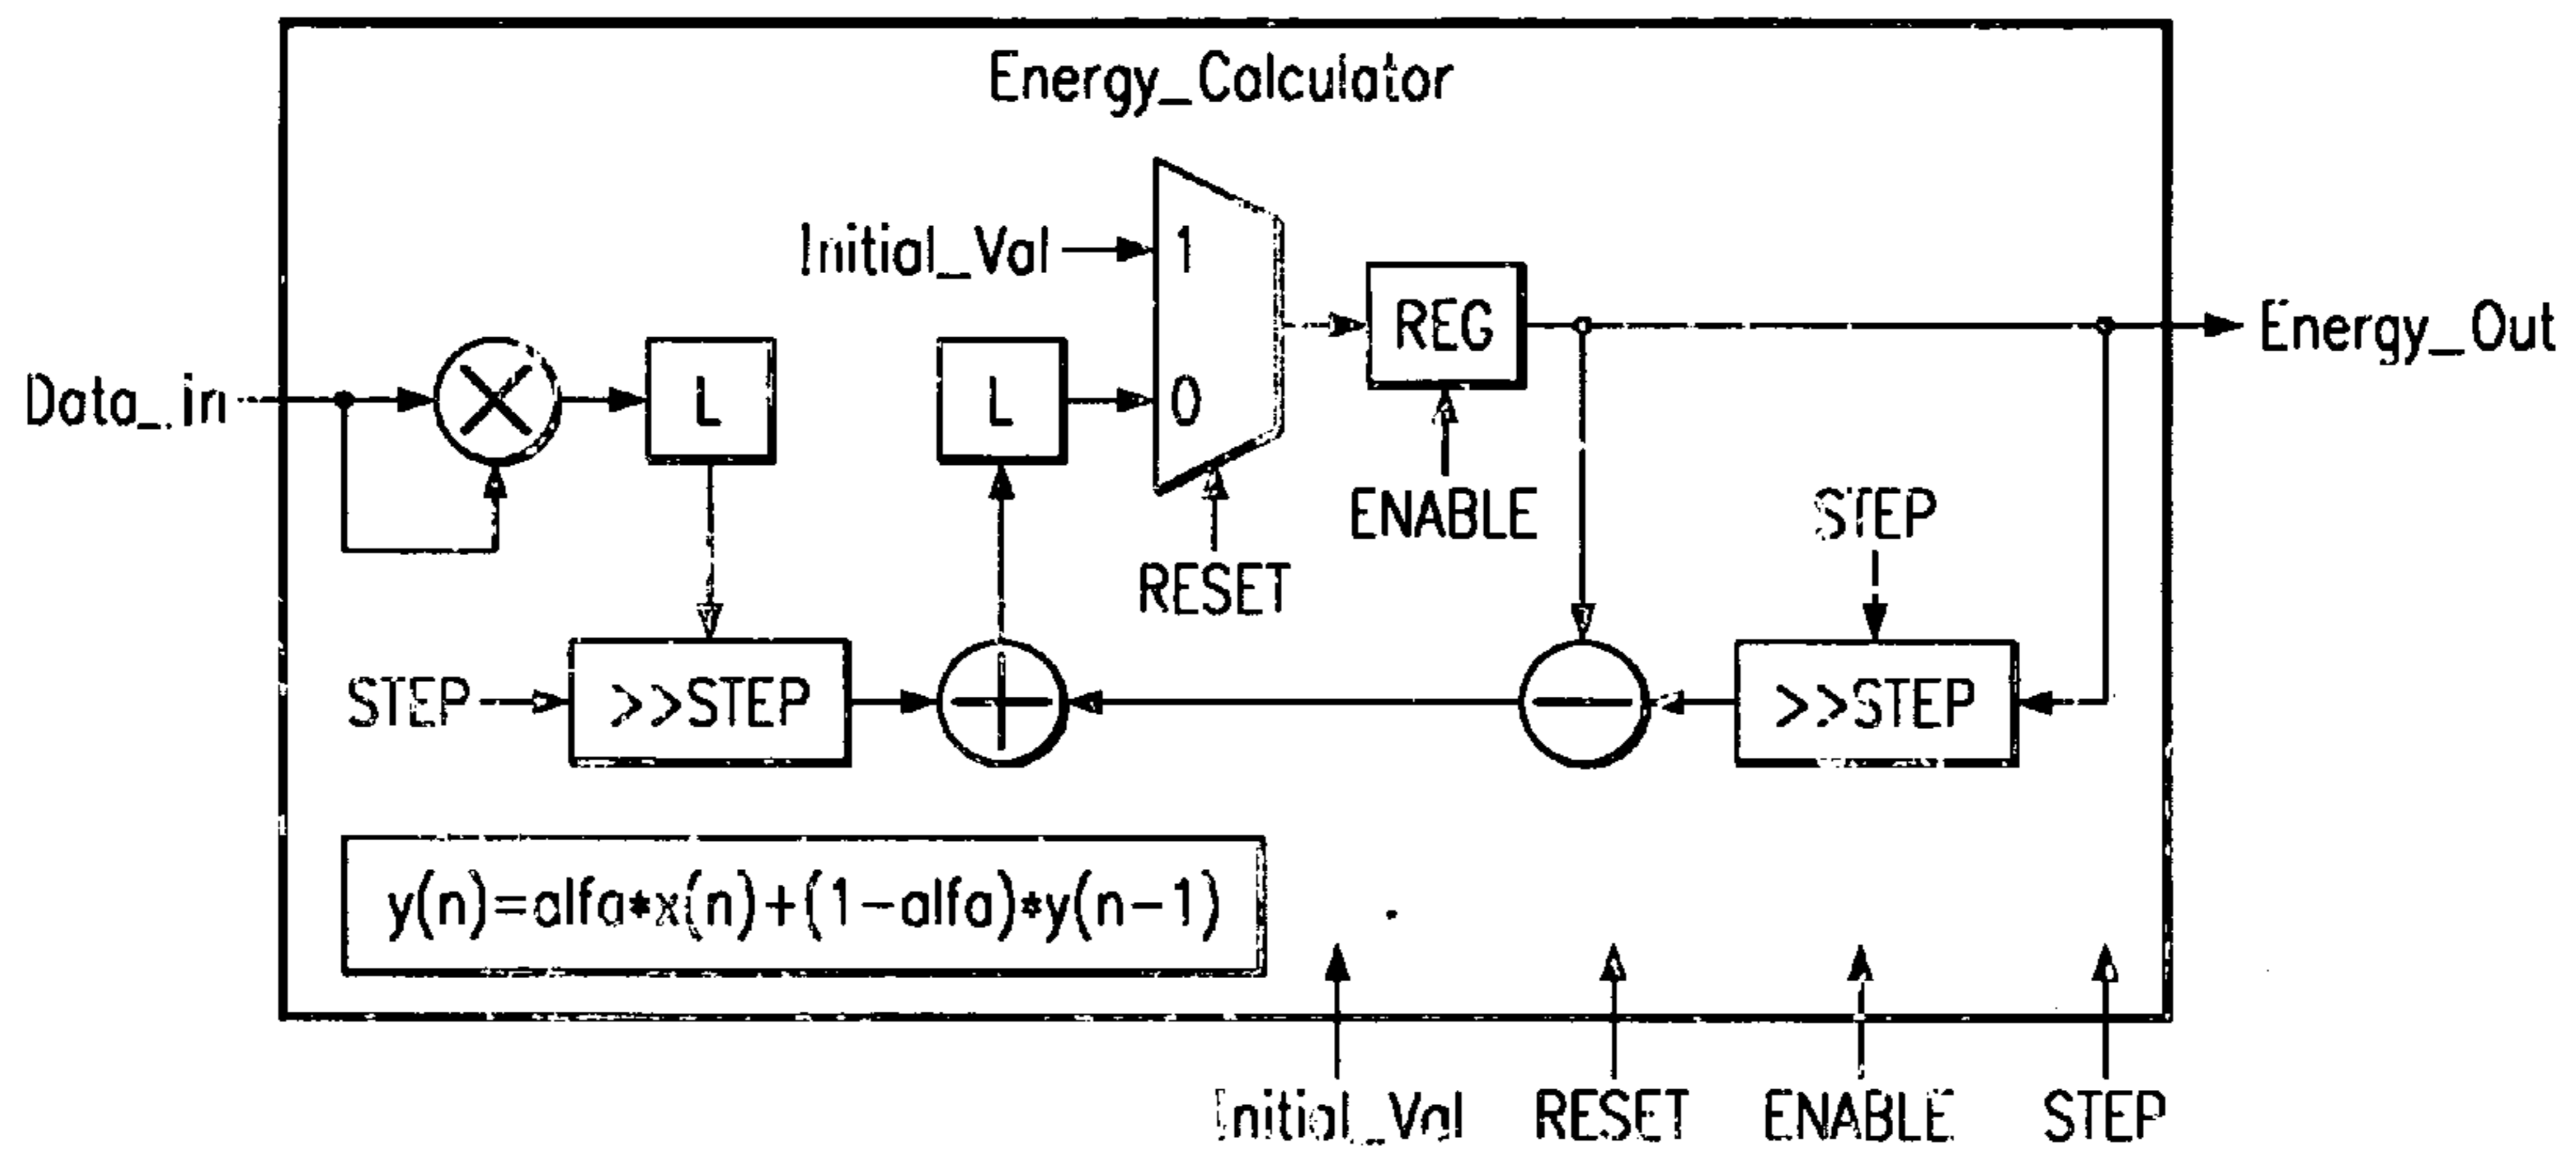 Energy_Calculator
Initial_Val
1
REG
Energy_Out
Data_in
L
L
0
ENABLE
STEP
RESET
STEP
>>STEP
>>STEP
y(n)=alfa*x(n)+(1-alfa)*y(n-1)
Initial_Val
RESET
ENABLE
STEP